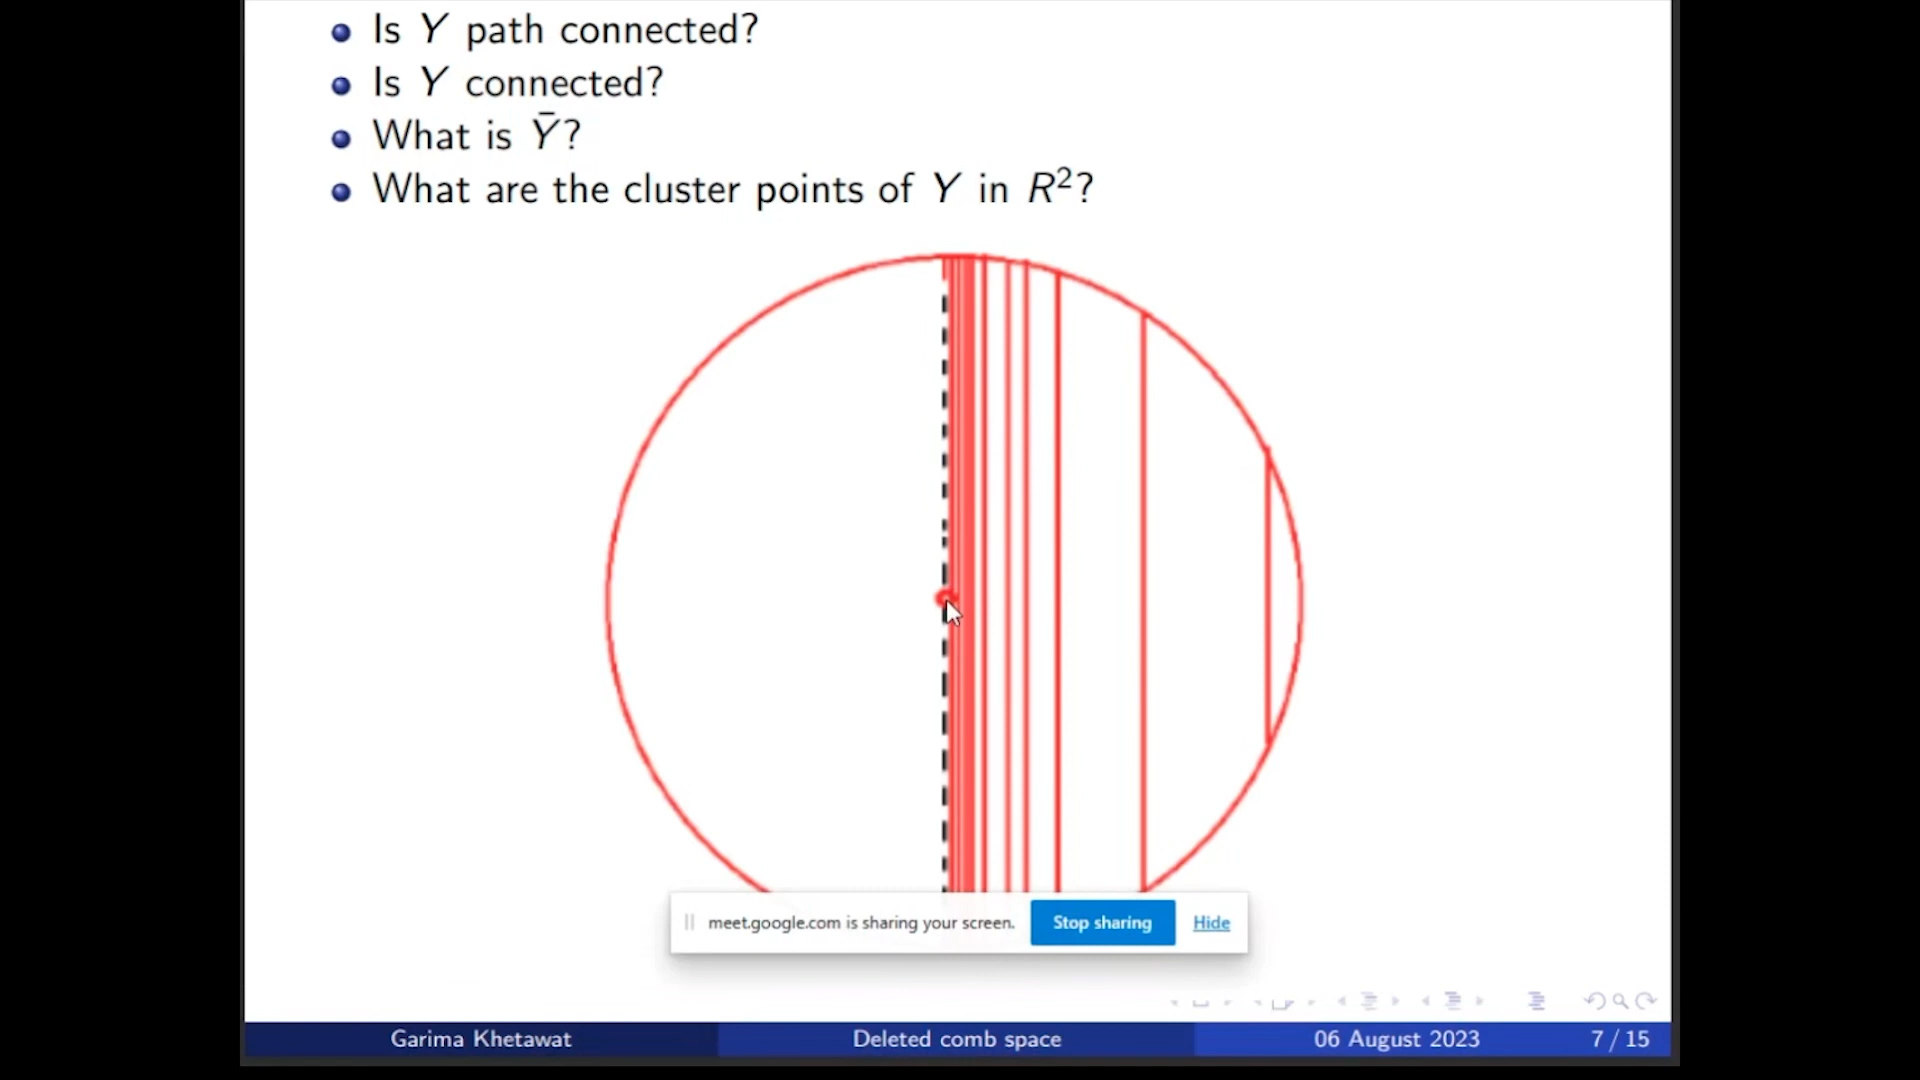 Is Y path connected?
Is Y connected?
What is Ȳ?
What are the cluster points of Y in R²?
meet.google.com is sharing your screen. Stop sharing Hide
Garima Khetawat Deleted comb space 06 August 2023 7 / 15